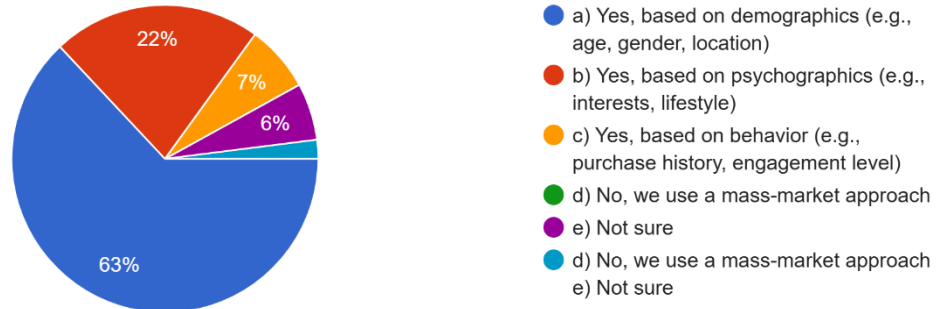 22%
7%
6%
63%
a) Yes, based on demographics (e.g.,
age, gender, location)
b) Yes, based on psychographics (e.g.,
interests, lifestyle)
c) Yes, based on behavior (e.g.,
purchase history, engagement level)
d) No, we use a mass-market approach
e) Not sure
d) No, we use a mass-market approach
e) Not sure